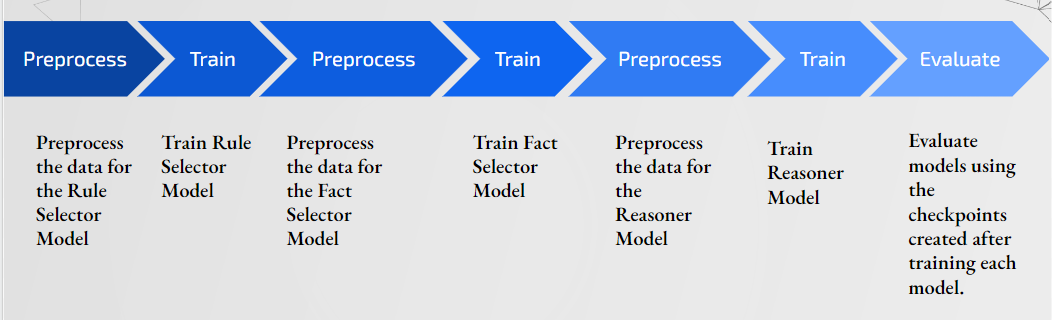 Preprocess
Train
Preprocess
Train
Preprocess
Train
Evaluate
Preprocess
the data for
the Rule
Selector
Model
Train Rule
Selector
Model
Preprocess
the data for
the Fact
Selector
Model
Train Fact
Selector
Model
Preprocess
the data for
the
Reasoner
Model
Train
Reasoner
Model
Evaluate
models using
the
checkpoints
created after
training each
model.